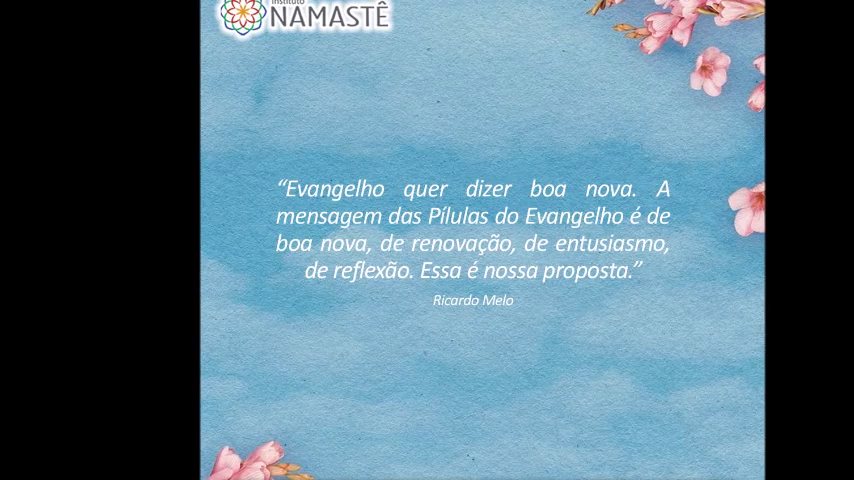 Instituto
NAMASTÊ
“Evangelho quer dizer boa nova. A
mensagem das Pílulas do Evangelho é de
boa nova, de renovação, de entusiasmo,
de reflexão. Essa é nossa proposta.”
Ricardo Melo